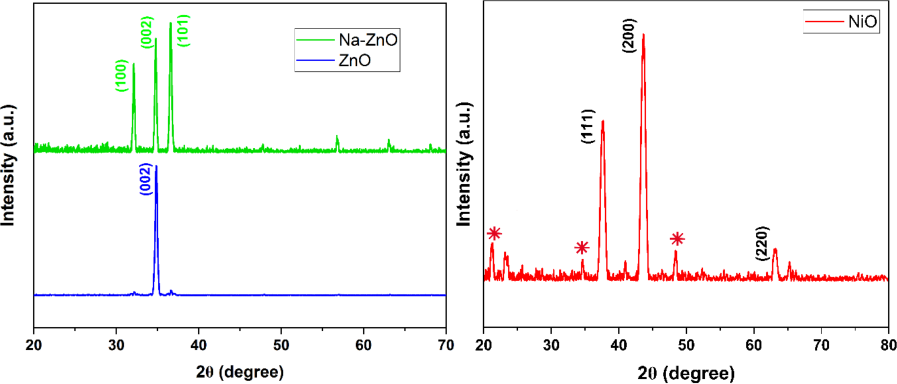 Intensity (a.u.)
(100)
(002)
(101)
Na-ZnO
ZnO
(002)
20 30 40 50 60 70
2θ (degree)
Intensity (a.u.)
(111)
(200)
(220)
NiO
20 30 40 50 60 70 80
2θ (degree)